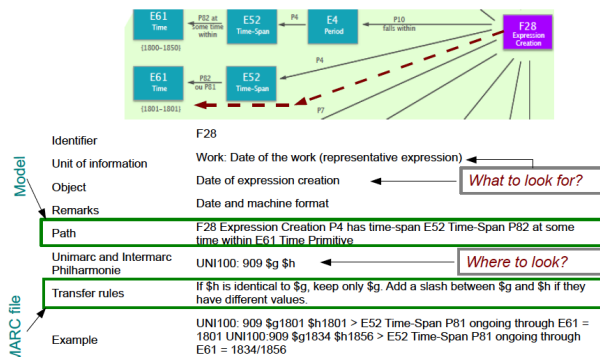 E61 Time
P82 at some time within
E52 Time-Span
P4
E4 Period
P10 falls within
F28 Expression Creation
(1800-1850)
P4
E61 Time
P82 ou P81
E52 Time-Span
(1801-1801)
P7
Model
MARC file
Identifier F28
Unit of information Work: Date of the work (representative expression)
Object Date of expression creation
What to look for?
Remarks Date and machine format
Path F28 Expression Creation P4 has time-span E52 Time-Span P82 at some
time within E61 Time Primitive
Unimarc and Intermarc
Philharmonie UNI100: 909 $g $h
Where to look?
Transfer rules If $h is identical to $g, keep only $g. Add a slash between $g and $h if they
have different values.
Example UNI100: 909 $g1801 $h1801 > E52 Time-Span P81 ongoing through E61 =
1801 UNI100:909 $g1834 $h1856 > E52 Time-Span P81 ongoing through
E61 = 1834/1856